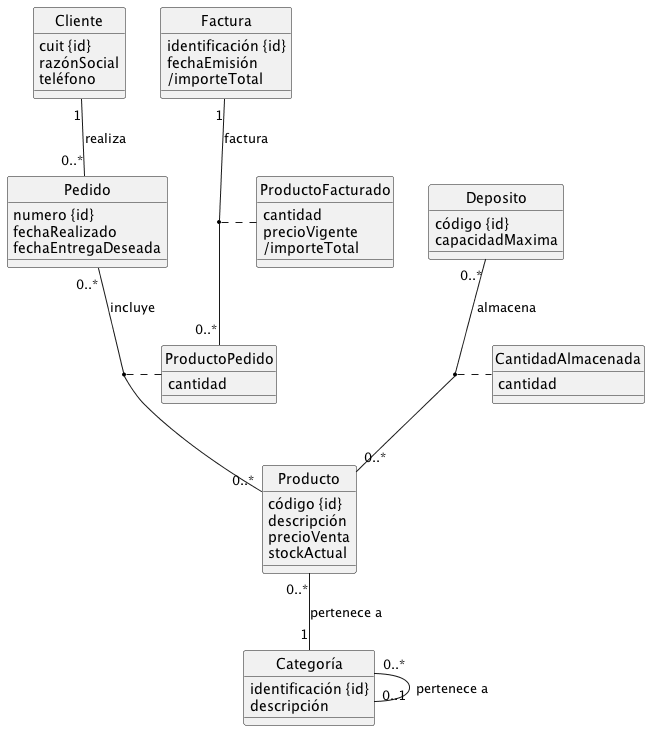 Cliente
cuit {id}
razónSocial
teléfono
Factura
identificación {id}
fechaEmisión
/importeTotal
1
realiza
0..*
1
factura
Pedido
numero {id}
fechaRealizado
fechaEntregaDeseada
ProductoFacturado
cantidad
precioVigente
/importeTotal
Deposito
código {id}
capacidadMaxima
0..*
incluye
0..*
0..*
almacena
ProductoPedido
cantidad
CantidadAlmacenada
cantidad
0..*
0..*
Producto
código {id}
descripción
precioVenta
stockActual
0..*
pertenece a
1
Categoría
identificación {id}
descripción
0..*
0..1
pertenece a